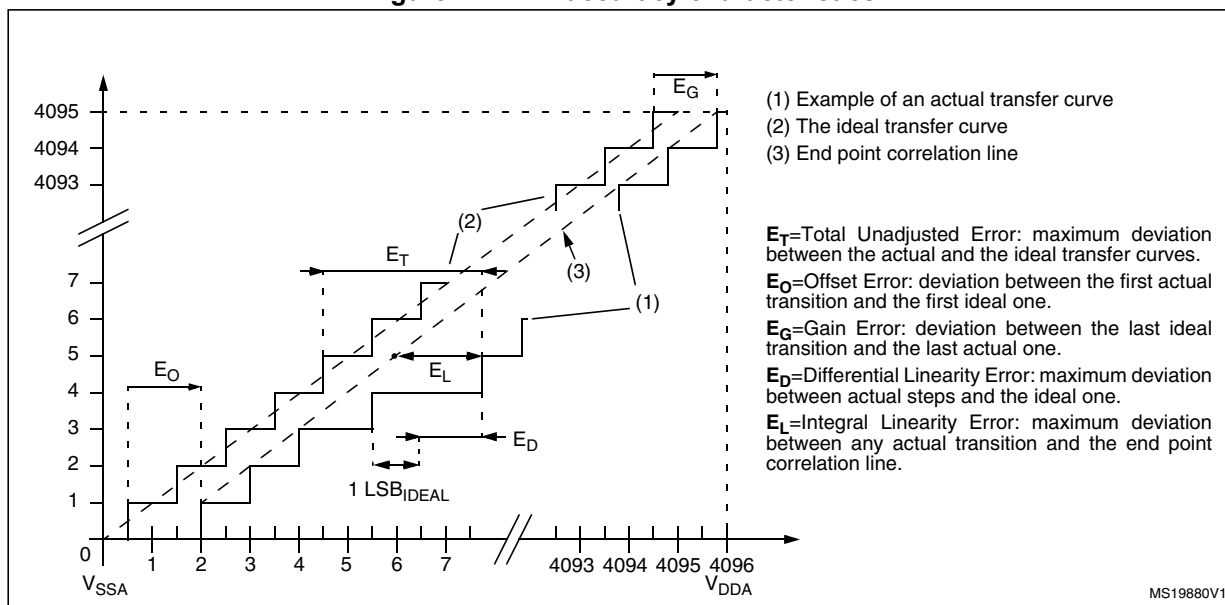 E_G
4095
4094
4093
7
6
5
4
3
2
1
0
(2)
E_T
(3)
(1)
E_O
E_L
E_D
1 LSB_IDEAL
1 2 3 4 5 6 7 4093 4094 4095 4096
V_SSA V_DDA
(1) Example of an actual transfer curve
(2) The ideal transfer curve
(3) End point correlation line
E_T=Total Unadjusted Error: maximum deviation
between the actual and the ideal transfer curves.
E_O=Offset Error: deviation between the first actual
transition and the first ideal one.
E_G=Gain Error: deviation between the last ideal
transition and the last actual one.
E_D=Differential Linearity Error: maximum deviation
between actual steps and the ideal one.
E_L=Integral Linearity Error: maximum deviation
between any actual transition and the end point
correlation line.
MS19880V1